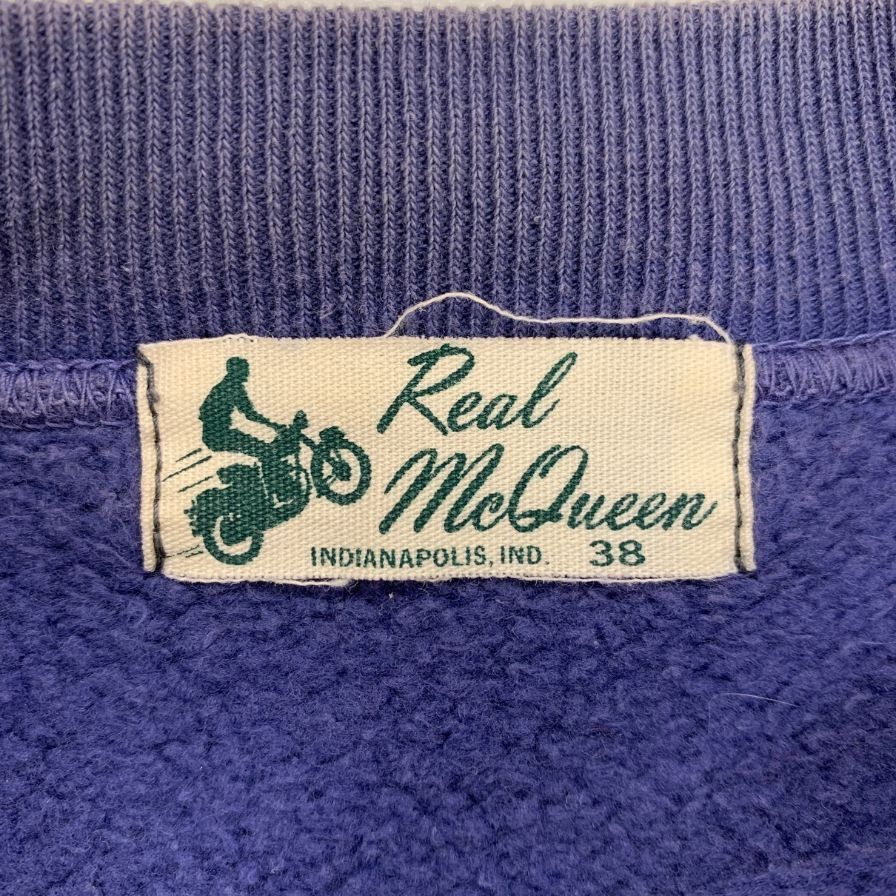 Real
McQueen
INDIANAPOLIS, IND. 38